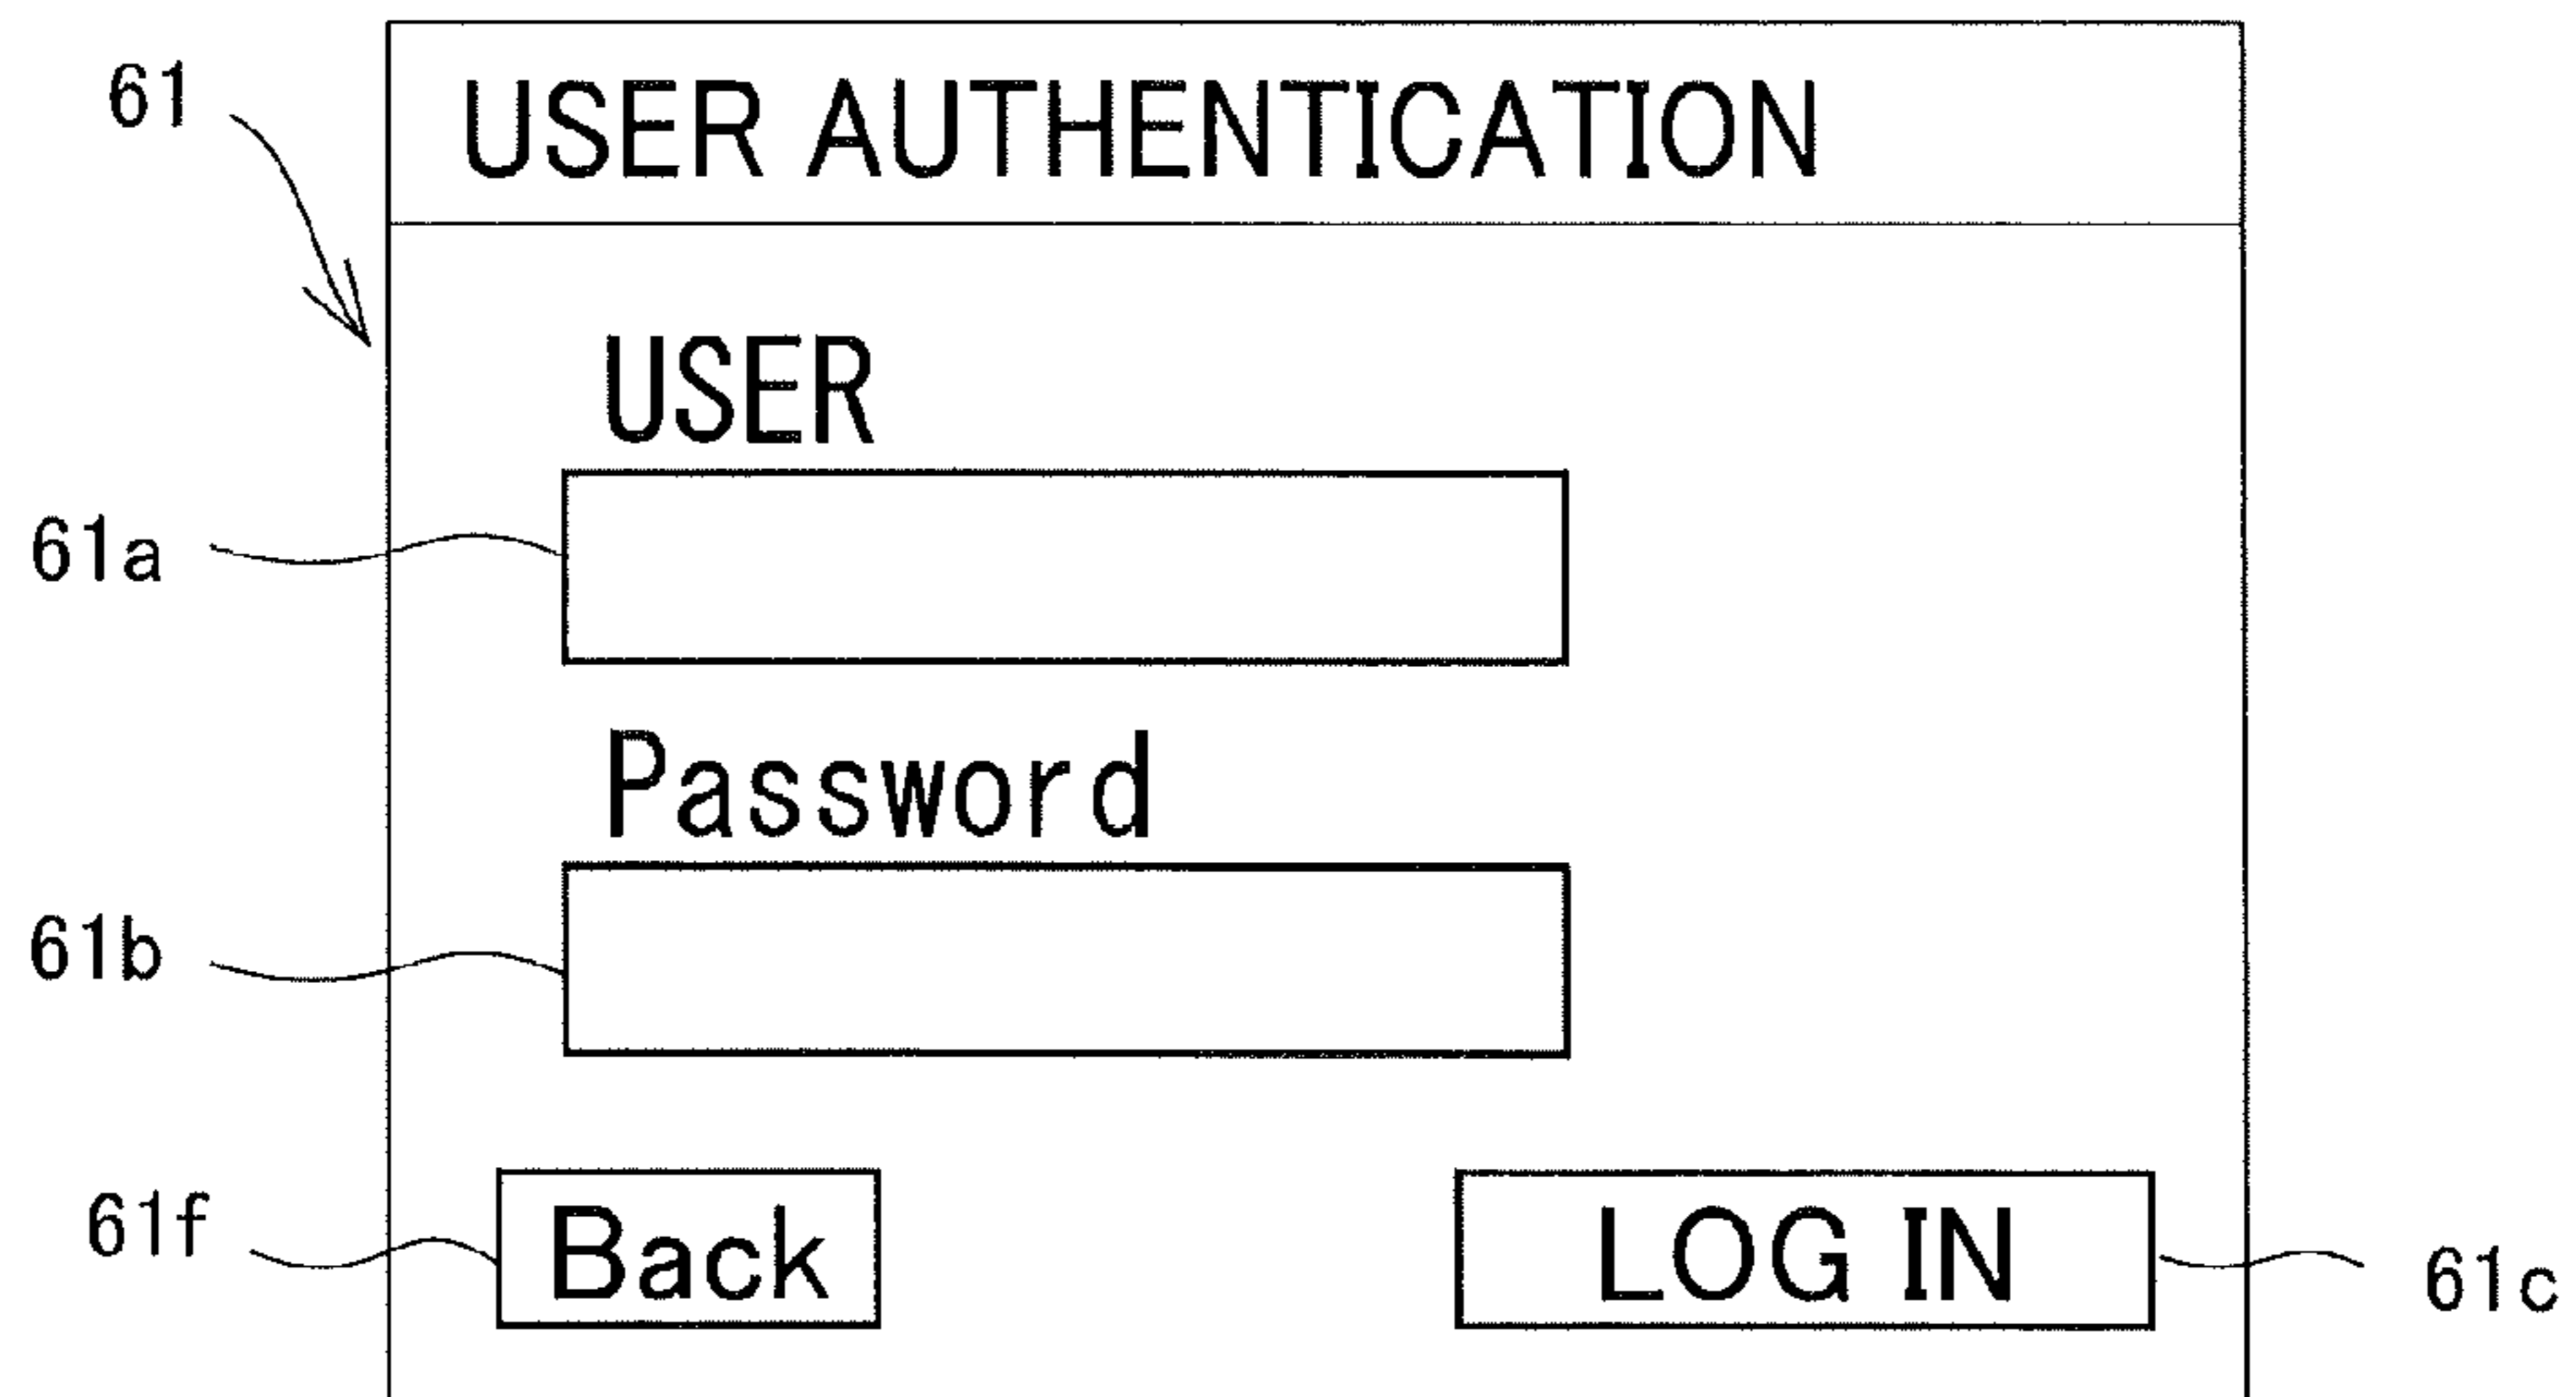 61
USER AUTHENTICATION
USER
61a
Password
61b
61f
Back
LOG IN
61c